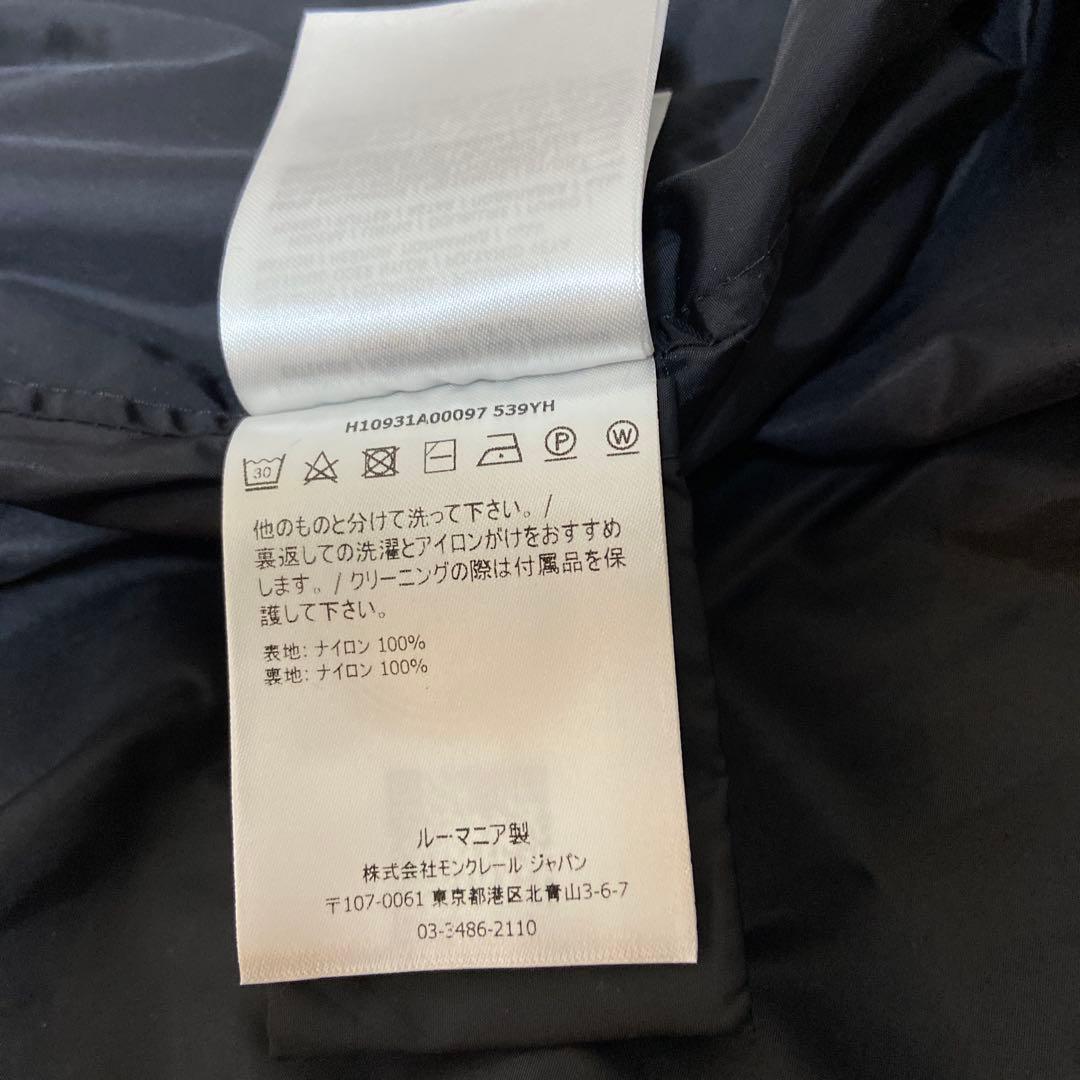 H10931A00097 539YH
30
P
W
他のものと分けて洗って下さい。/
裏返しての洗濯とアイロンがけをおすすめ
します。/ クリーニングの際は付属品を保
護して下さい。
表地: ナイロン 100%
裏地: ナイロン 100%
ルーマニア製
株式会社モンクレール ジャパン
〒107-0061 東京都港区北青山3-6-7
03-3486-2110